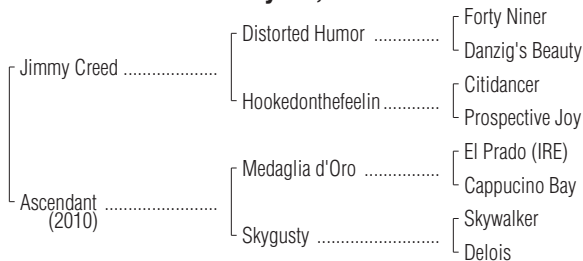 Forty Niner
Distorted Humor ..............
Danzig's Beauty
Jimmy Creed ....................
Citidancer
Hookedonthefeelin ............
Prospective Joy
El Prado (IRE)
Medaglia d'Oro ................
Cappucino Bay
Ascendant ........................
(2010)
Skywalker
Skygusty ..........................
Delois